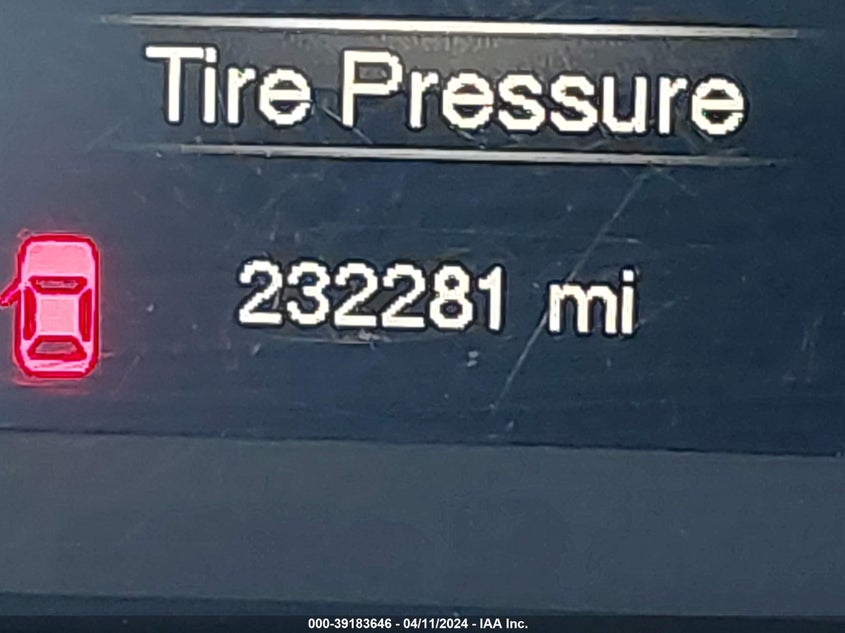 Tire Pressure
232281 mi
000-39183646 - 04/11/2024 - IAA Inc.